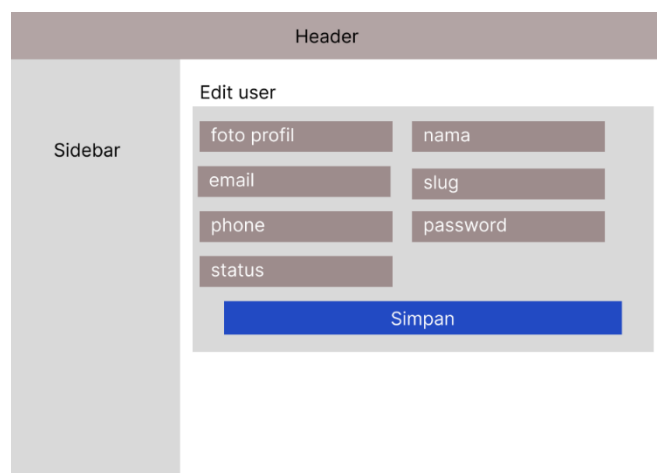 Header
Sidebar
Edit user
foto profil
nama
email
slug
phone
password
status
Simpan